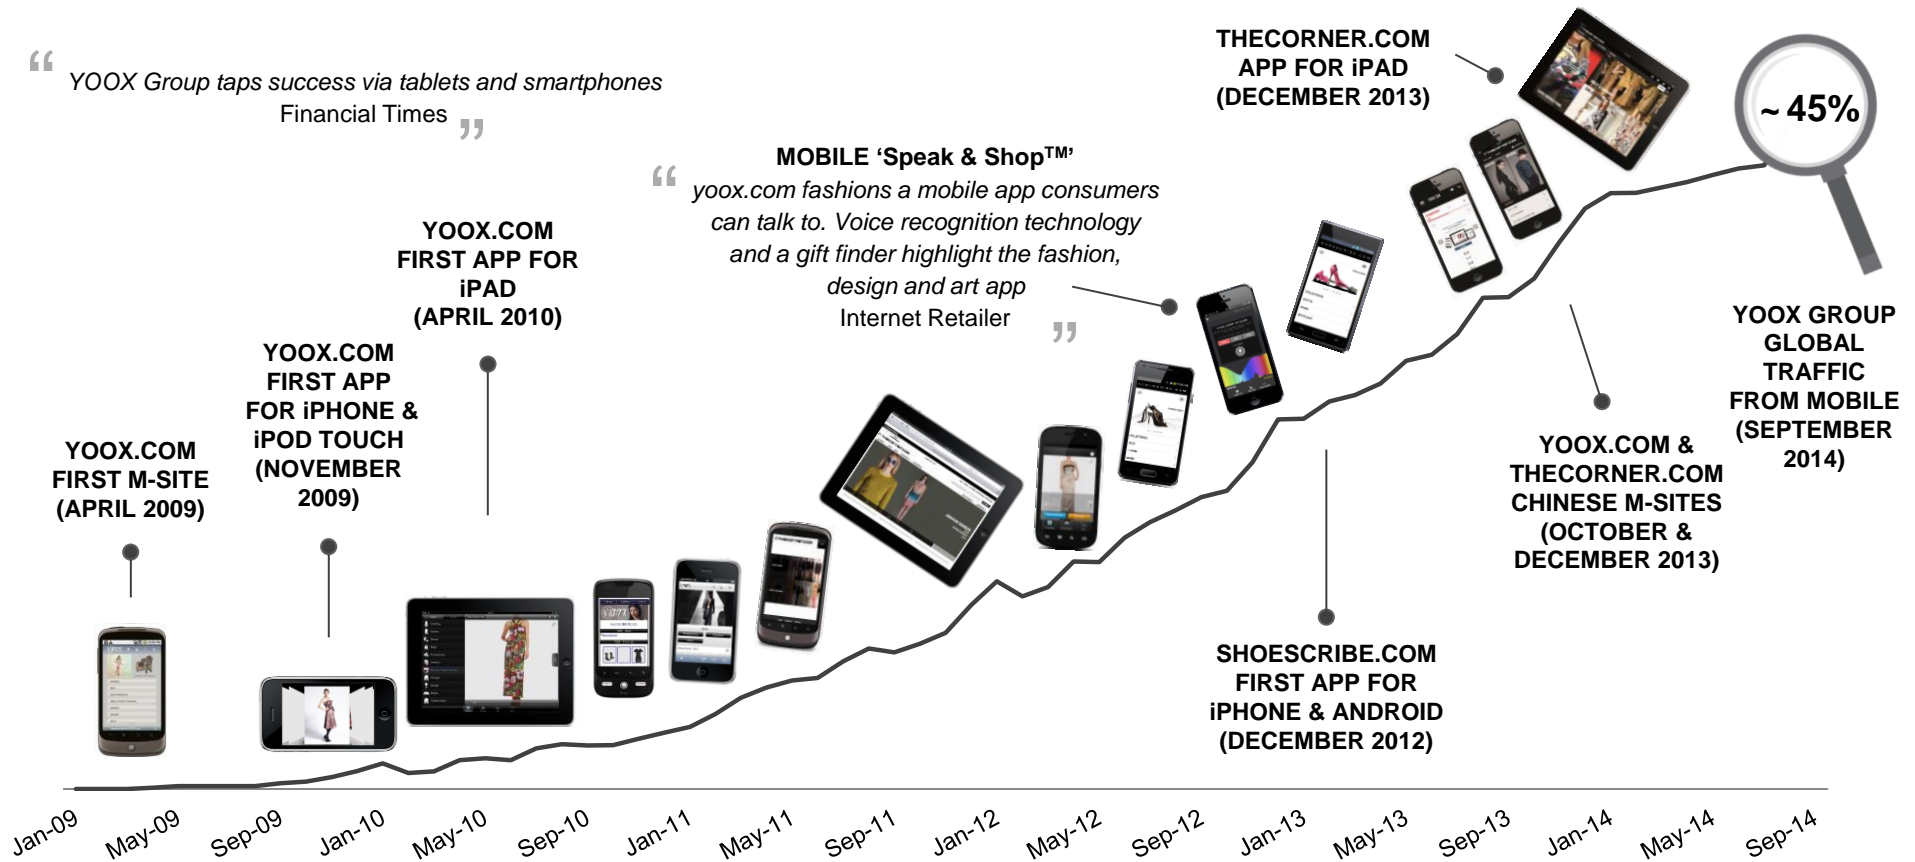 “
YOOX Group taps success via tablets and smartphones
Financial Times
”
YOOX.COM
FIRST M-SITE
(APRIL 2009)
YOOX.COM
FIRST APP
FOR iPHONE &
iPOD TOUCH
(NOVEMBER
2009)
YOOX.COM
FIRST APP FOR
iPAD
(APRIL 2010)
MOBILE ‘Speak & Shop™’
“
yoox.com fashions a mobile app consumers
can talk to. Voice recognition technology
and a gift finder highlight the fashion,
design and art app
Internet Retailer
”
SHOESCRIBE.COM
FIRST APP FOR
iPHONE & ANDROID
(DECEMBER 2012)
THECORNER.COM
APP FOR iPAD
(DECEMBER 2013)
YOOX.COM &
THECORNER.COM
CHINESE M-SITES
(OCTOBER &
DECEMBER 2013)
~ 45%
YOOX GROUP
GLOBAL
TRAFFIC
FROM MOBILE
(SEPTEMBER
2014)
Jan-09
May-09
Sep-09
Jan-10
May-10
Sep-10
Jan-11
May-11
Sep-11
Jan-12
May-12
Sep-12
Jan-13
May-13
Sep-13
Jan-14
May-14
Sep-14